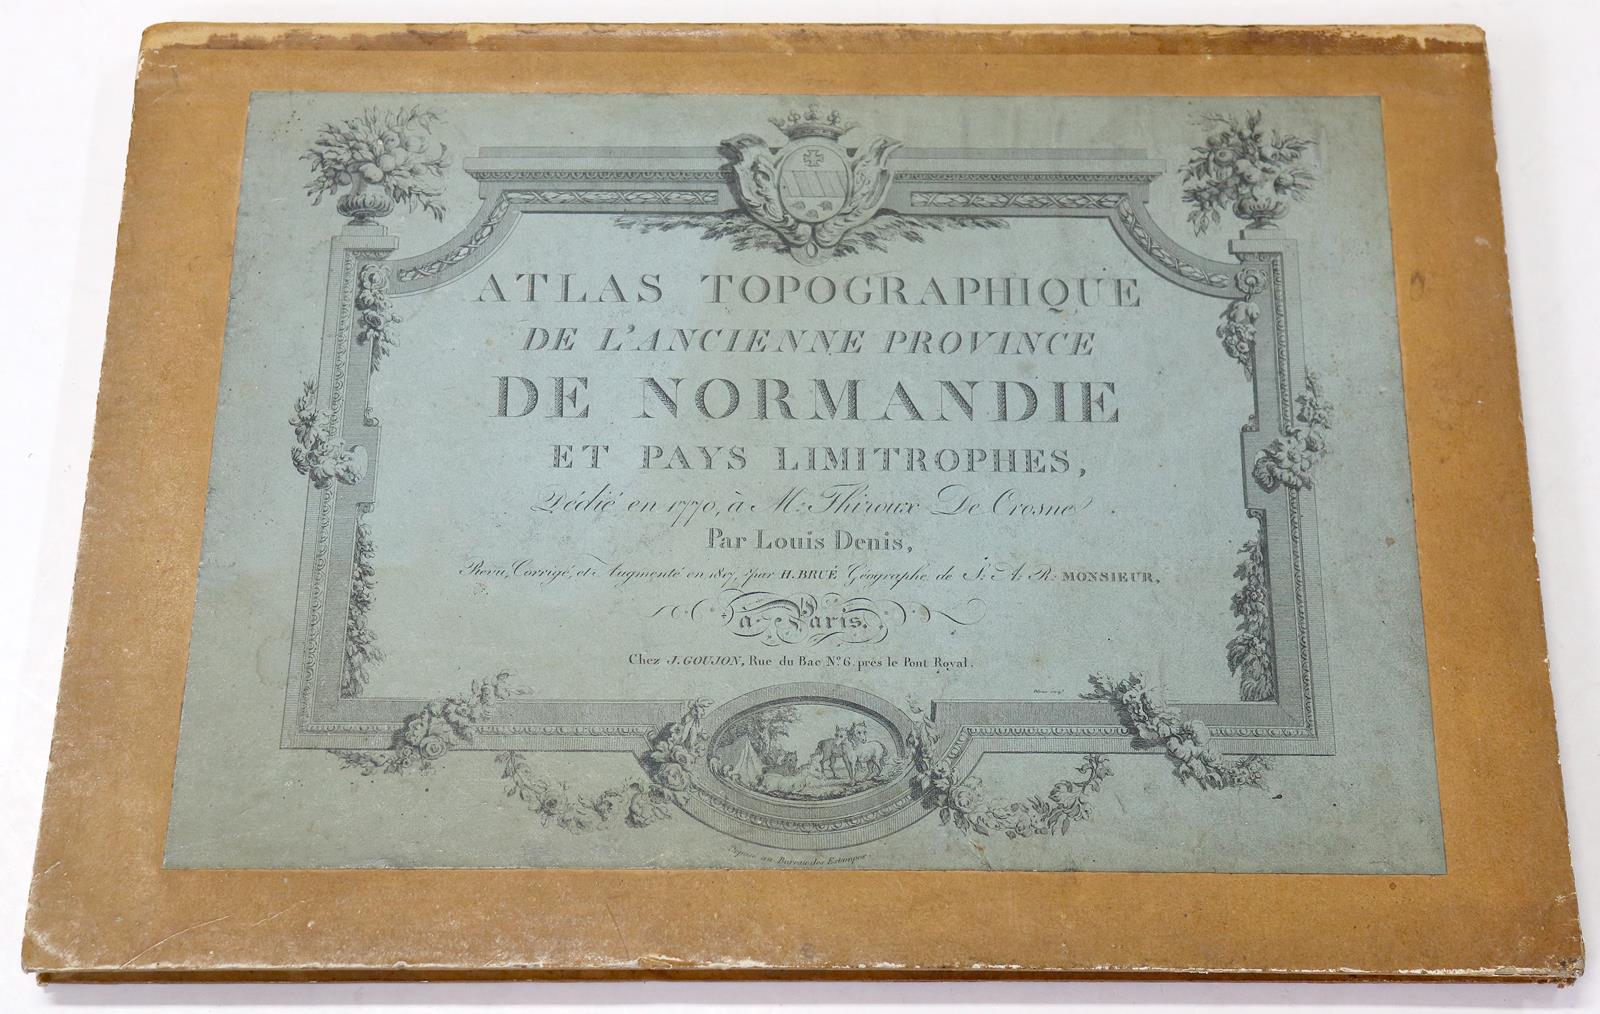 ATLAS TOPOGRAPHIQUE
DE L'ANCIENNE PROVINCE
DE NORMANDIE
ET PAYS LIMITROPHES,
Dédié en 1770, à Mr. Thiroux De Crosne
Par Louis Denis,
Revu, Corrigé, et Augmenté en 1817, par H. BRUÉ Géographe de S. A. R. MONSIEUR,
à Paris.
Chez J. GOUJON, Rue du Bac No. 6. près le Pont Royal.
Déposé au Bureau des Estampes